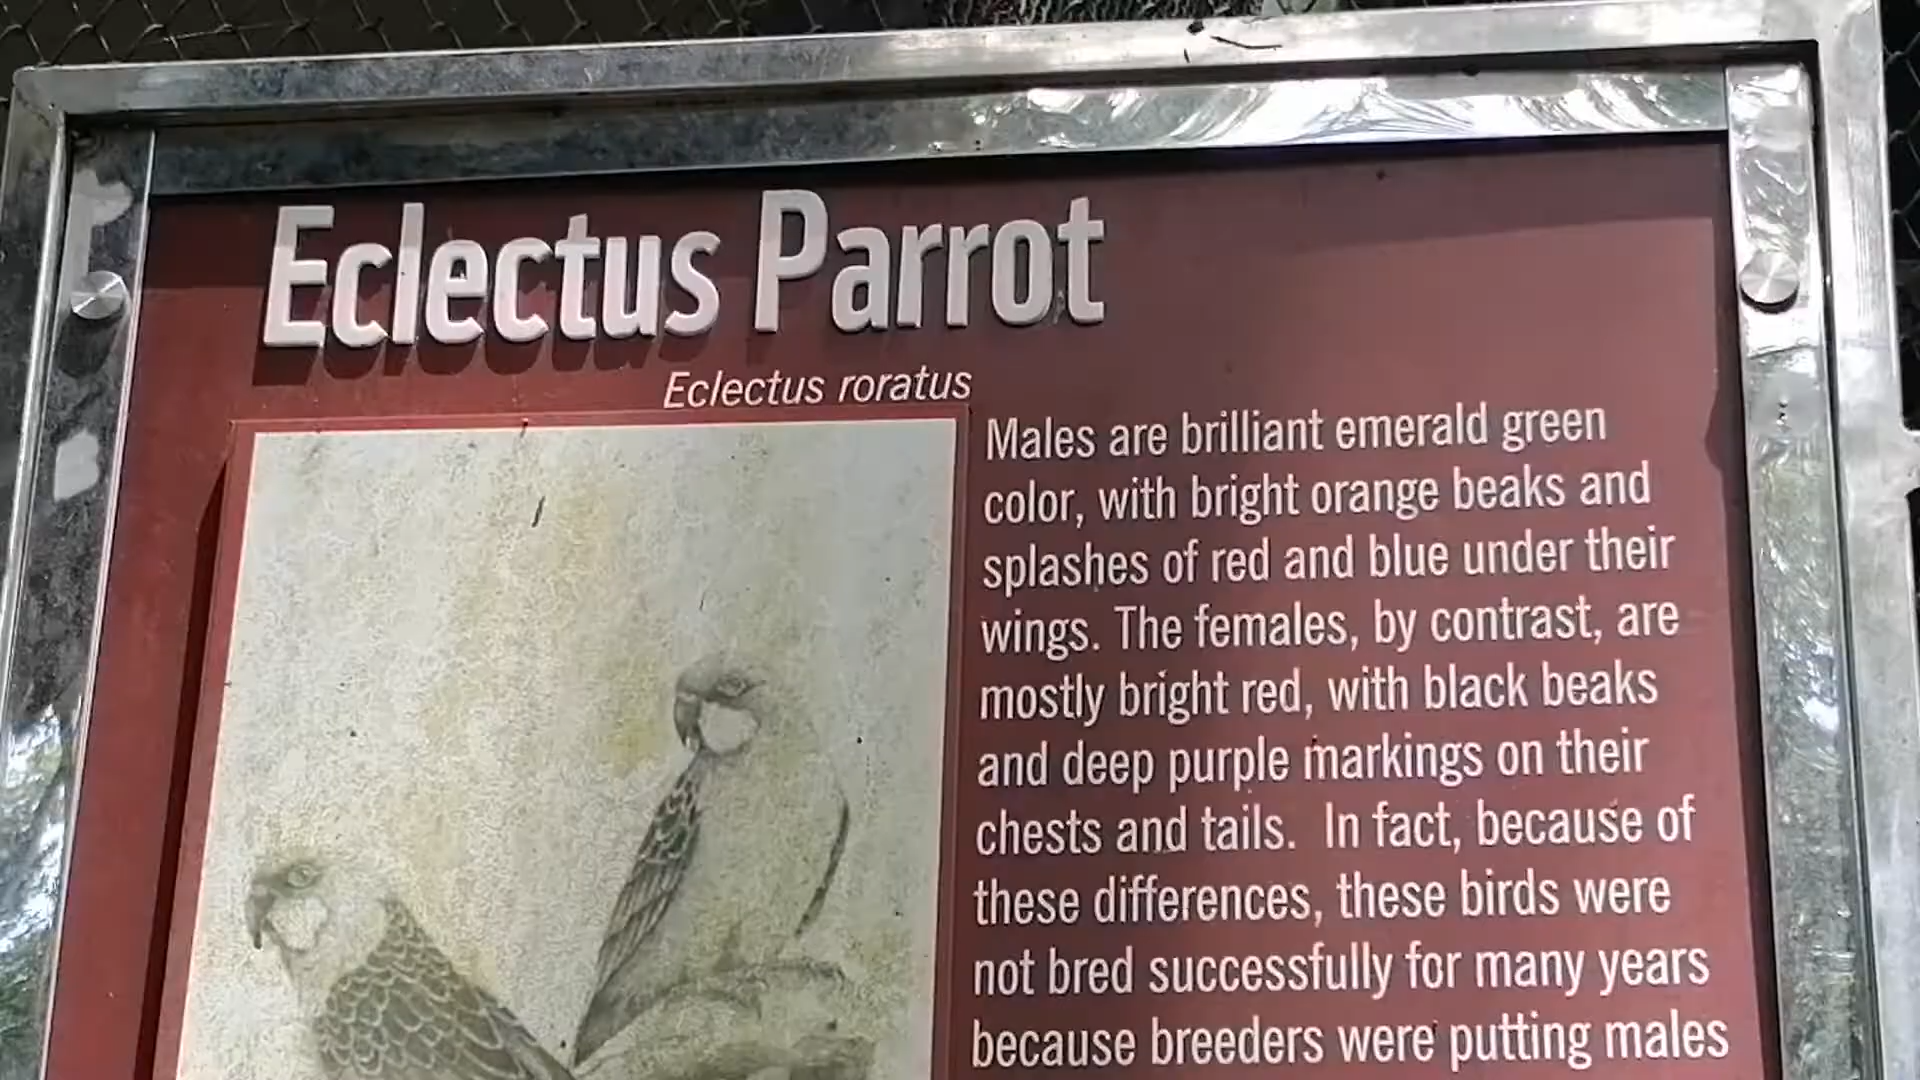 Eclectus Parrot
Eclectus roratus
Males are brilliant emerald green
color, with bright orange beaks and
splashes of red and blue under their
wings. The females, by contrast, are
mostly bright red, with black beaks
and deep purple markings on their
chests and tails.  In fact, because of
these differences, these birds were
not bred successfully for many years
because breeders were putting males